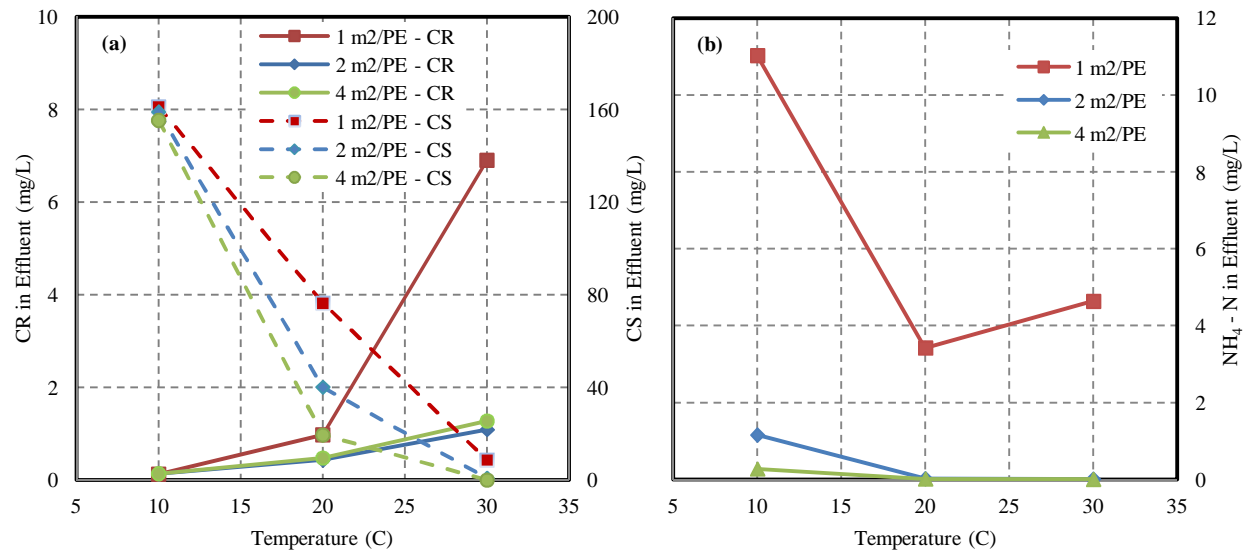 (a)
1 m2/PE - CR
2 m2/PE - CR
4 m2/PE - CR
1 m2/PE - CS
2 m2/PE - CS
4 m2/PE - CS
CR in Effluent (mg/L)
10
8
6
4
2
0
200
160
120
80
40
0
CS in Effluent (mg/L)
5 10 15 20 25 30 35
Temperature (C)
(b)
1 m2/PE
2 m2/PE
4 m2/PE
12
10
8
6
4
2
0
NH₄ - N in Effluent (mg/L)
5 10 15 20 25 30 35
Temperature (C)